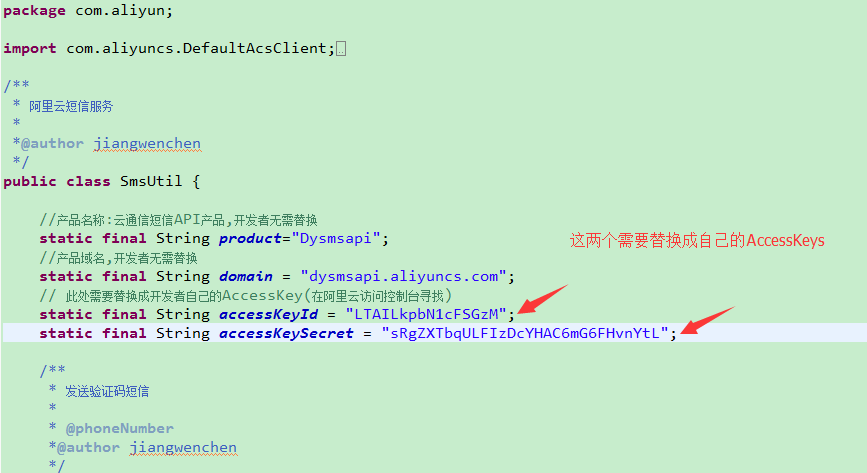 package com.aliyun;
import com.aliyuncs.DefaultAcsClient;
/**
* 阿里云短信服务
*
*@author jiangwenchen
*/
public class SmsUtil {
//产品名称:云通信短信API产品,开发者无需替换
static final String product="Dysmsapi";
这两个需要替换成自己的AccessKeys
//产品域名,开发者无需替换
static final String domain = "dysmsapi.aliyuncs.com";
// 此处需要替换成开发者自己的AccessKey(在阿里云访问控制台寻找)
static final String accessKeyId = "LTAILkpbN1cFSGzM";
static final String accessKeySecret = "sRgZXTbqULFIzDcYHAC6mG6FHvnYtL";
/**
* 发送验证码短信
*
* @phoneNumber
*@author jiangwenchen
*/